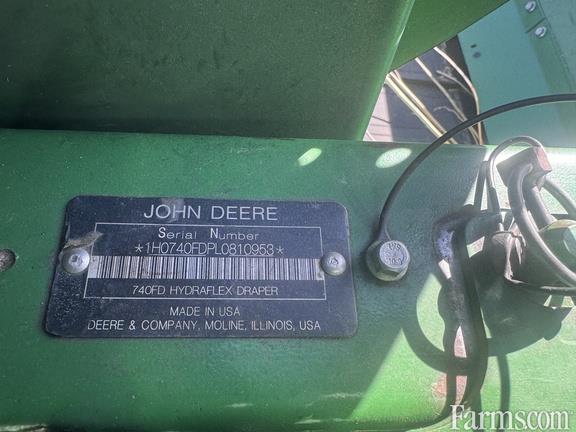 JOHN DEERE
Serial Number
*1H0740FDPL0810953*
740FD HYDRAFLEX DRAPER
MADE IN USA
DEERE & COMPANY, MOLINE, ILLINOIS, USA
Farms.com